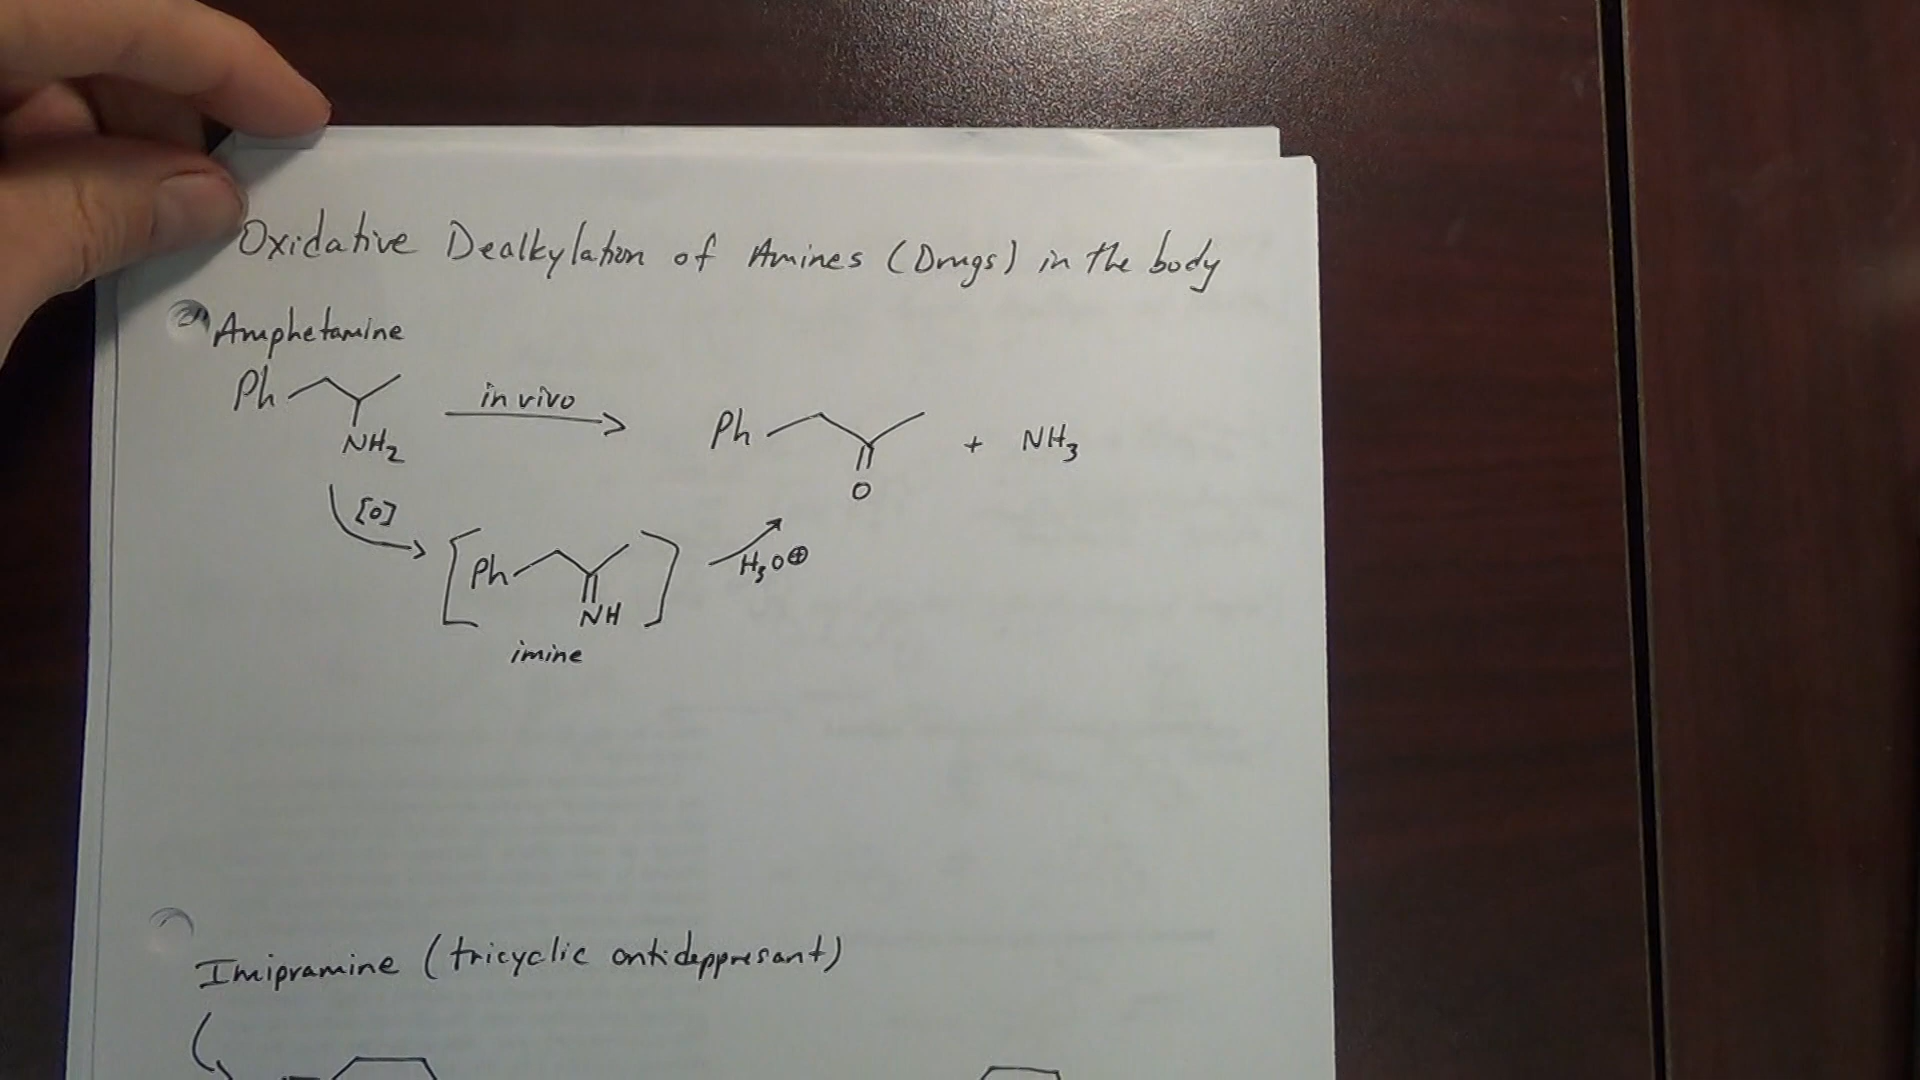 Oxidative Dealkylation of Amines (Drugs) in the body
Amphetamine
Ph
NH2
in vivo
Ph
O
+ NH3
[O]
Ph
NH
imine
H3O⊕
Imipramine (tricyclic antideppresant)